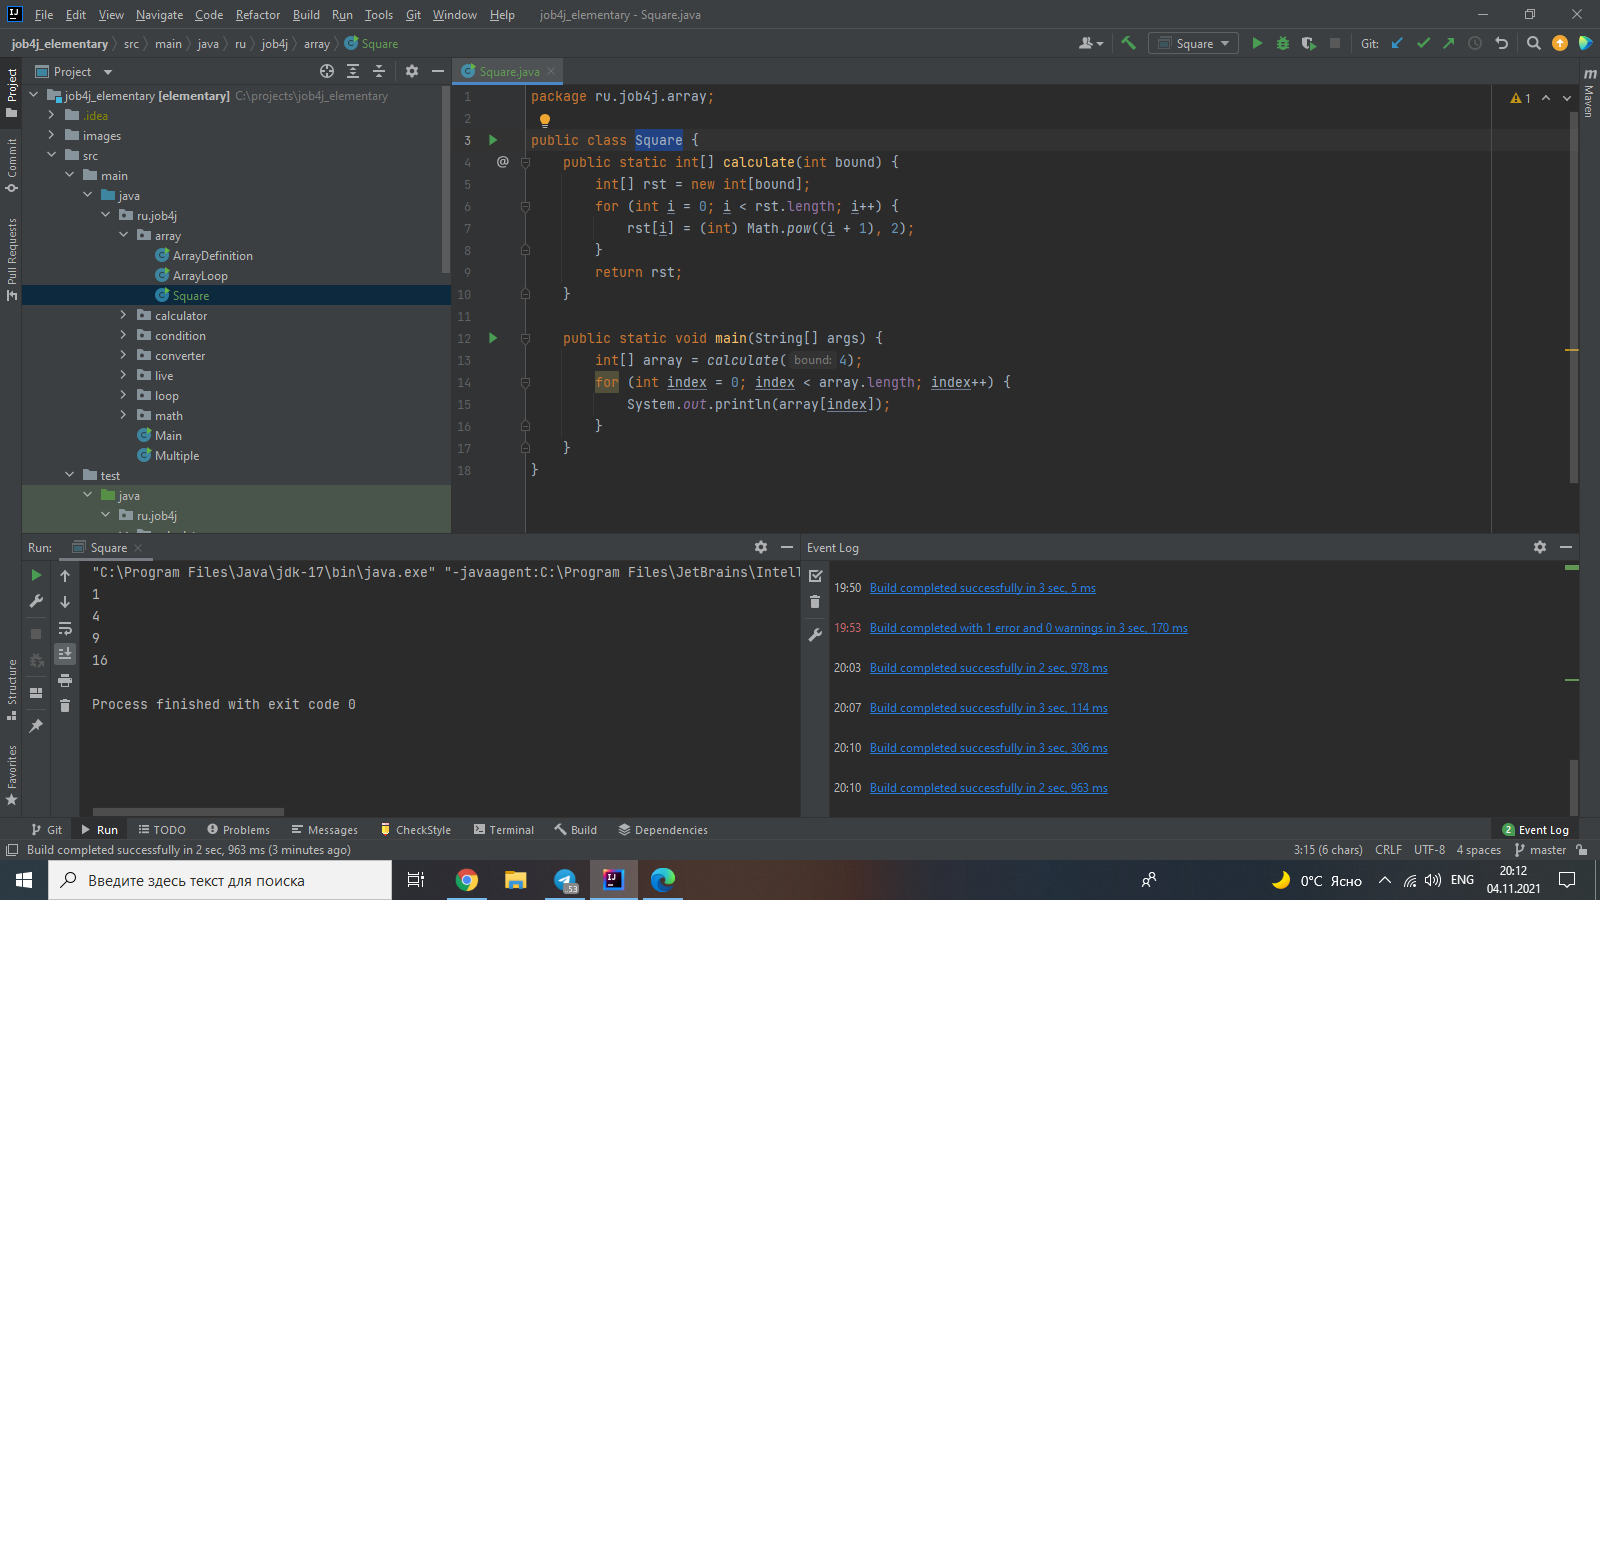 File Edit View Navigate Code Refactor Build Run Tools Git Window Help job4j_elementary - Square.java
job4j_elementary src main java ru job4j array Square
Square
Git:
Project
Square.java
job4j_elementary [elementary] C:\projects\job4j_elementary
.idea
images
src
main
java
ru.job4j
array
ArrayDefinition
ArrayLoop
Square
calculator
condition
converter
live
loop
math
Main
Multiple
test
java
ru.job4j
Project
Commit
Pull Requests
Structure
Favorites
m Maven
1
1 package ru.job4j.array;
2
3 public class Square {
4 @ public static int[] calculate(int bound) {
5 int[] rst = new int[bound];
6 for (int i = 0; i < rst.length; i++) {
7 rst[i] = (int) Math.pow((i + 1), 2);
8 }
9 return rst;
10 }
11
12 public static void main(String[] args) {
13 int[] array = calculate( bound: 4);
14 for (int index = 0; index < array.length; index++) {
15 System.out.println(array[index]);
16 }
17 }
18 }
Run: Square
"C:\Program Files\Java\jdk-17\bin\java.exe" "-javaagent:C:\Program Files\JetBrains\Intell
1
4
9
16
Process finished with exit code 0
Event Log
19:50 Build completed successfully in 3 sec, 5 ms
19:53 Build completed with 1 error and 0 warnings in 3 sec, 170 ms
20:03 Build completed successfully in 2 sec, 978 ms
20:07 Build completed successfully in 3 sec, 114 ms
20:10 Build completed successfully in 3 sec, 306 ms
20:10 Build completed successfully in 2 sec, 963 ms
Git Run TODO Problems Messages CheckStyle Terminal Build Dependencies
2 Event Log
Build completed successfully in 2 sec, 963 ms (3 minutes ago)
3:15 (6 chars) CRLF UTF-8 4 spaces master
Введите здесь текст для поиска
53
0°C Ясно
ENG
20:12
04.11.2021